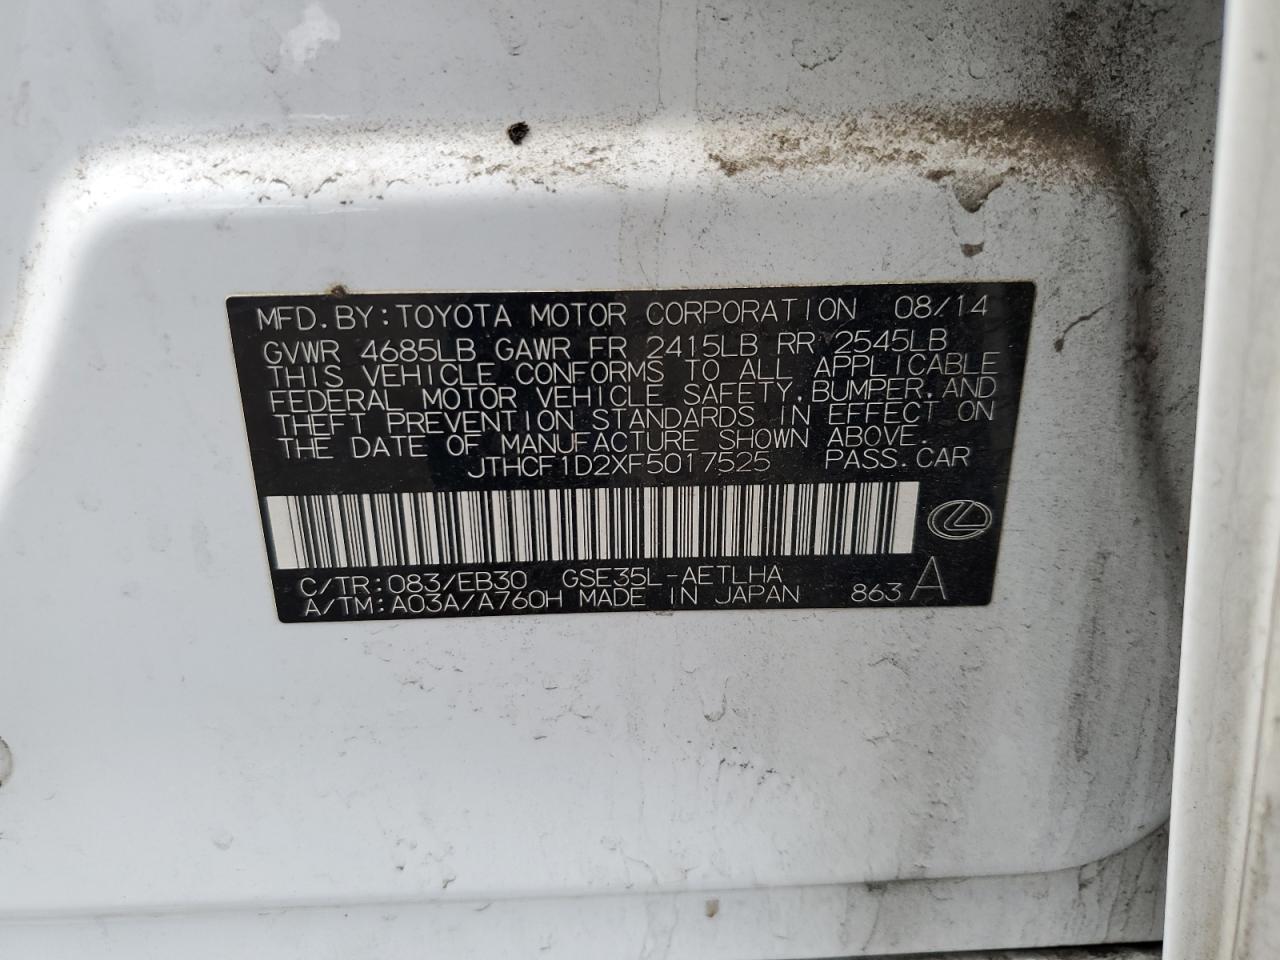 MFD.BY:TOYOTA MOTOR CORPORATION 08/14
GVWR 4685LB GAWR FR 2415LB RR 2545LB
THIS VEHICLE CONFORMS TO ALL APPLICABLE
FEDERAL MOTOR VEHICLE SAFETY,BUMPER,AND
THEFT PREVENTION STANDARDS IN EFFECT ON
THE DATE OF MANUFACTURE SHOWN ABOVE.
JTHCF1D2XF5017525 PASS.CAR
C/TR:083/EB30 GSE35L-AETLHA
A/TM:A03A/A760H MADE IN JAPAN 863 A